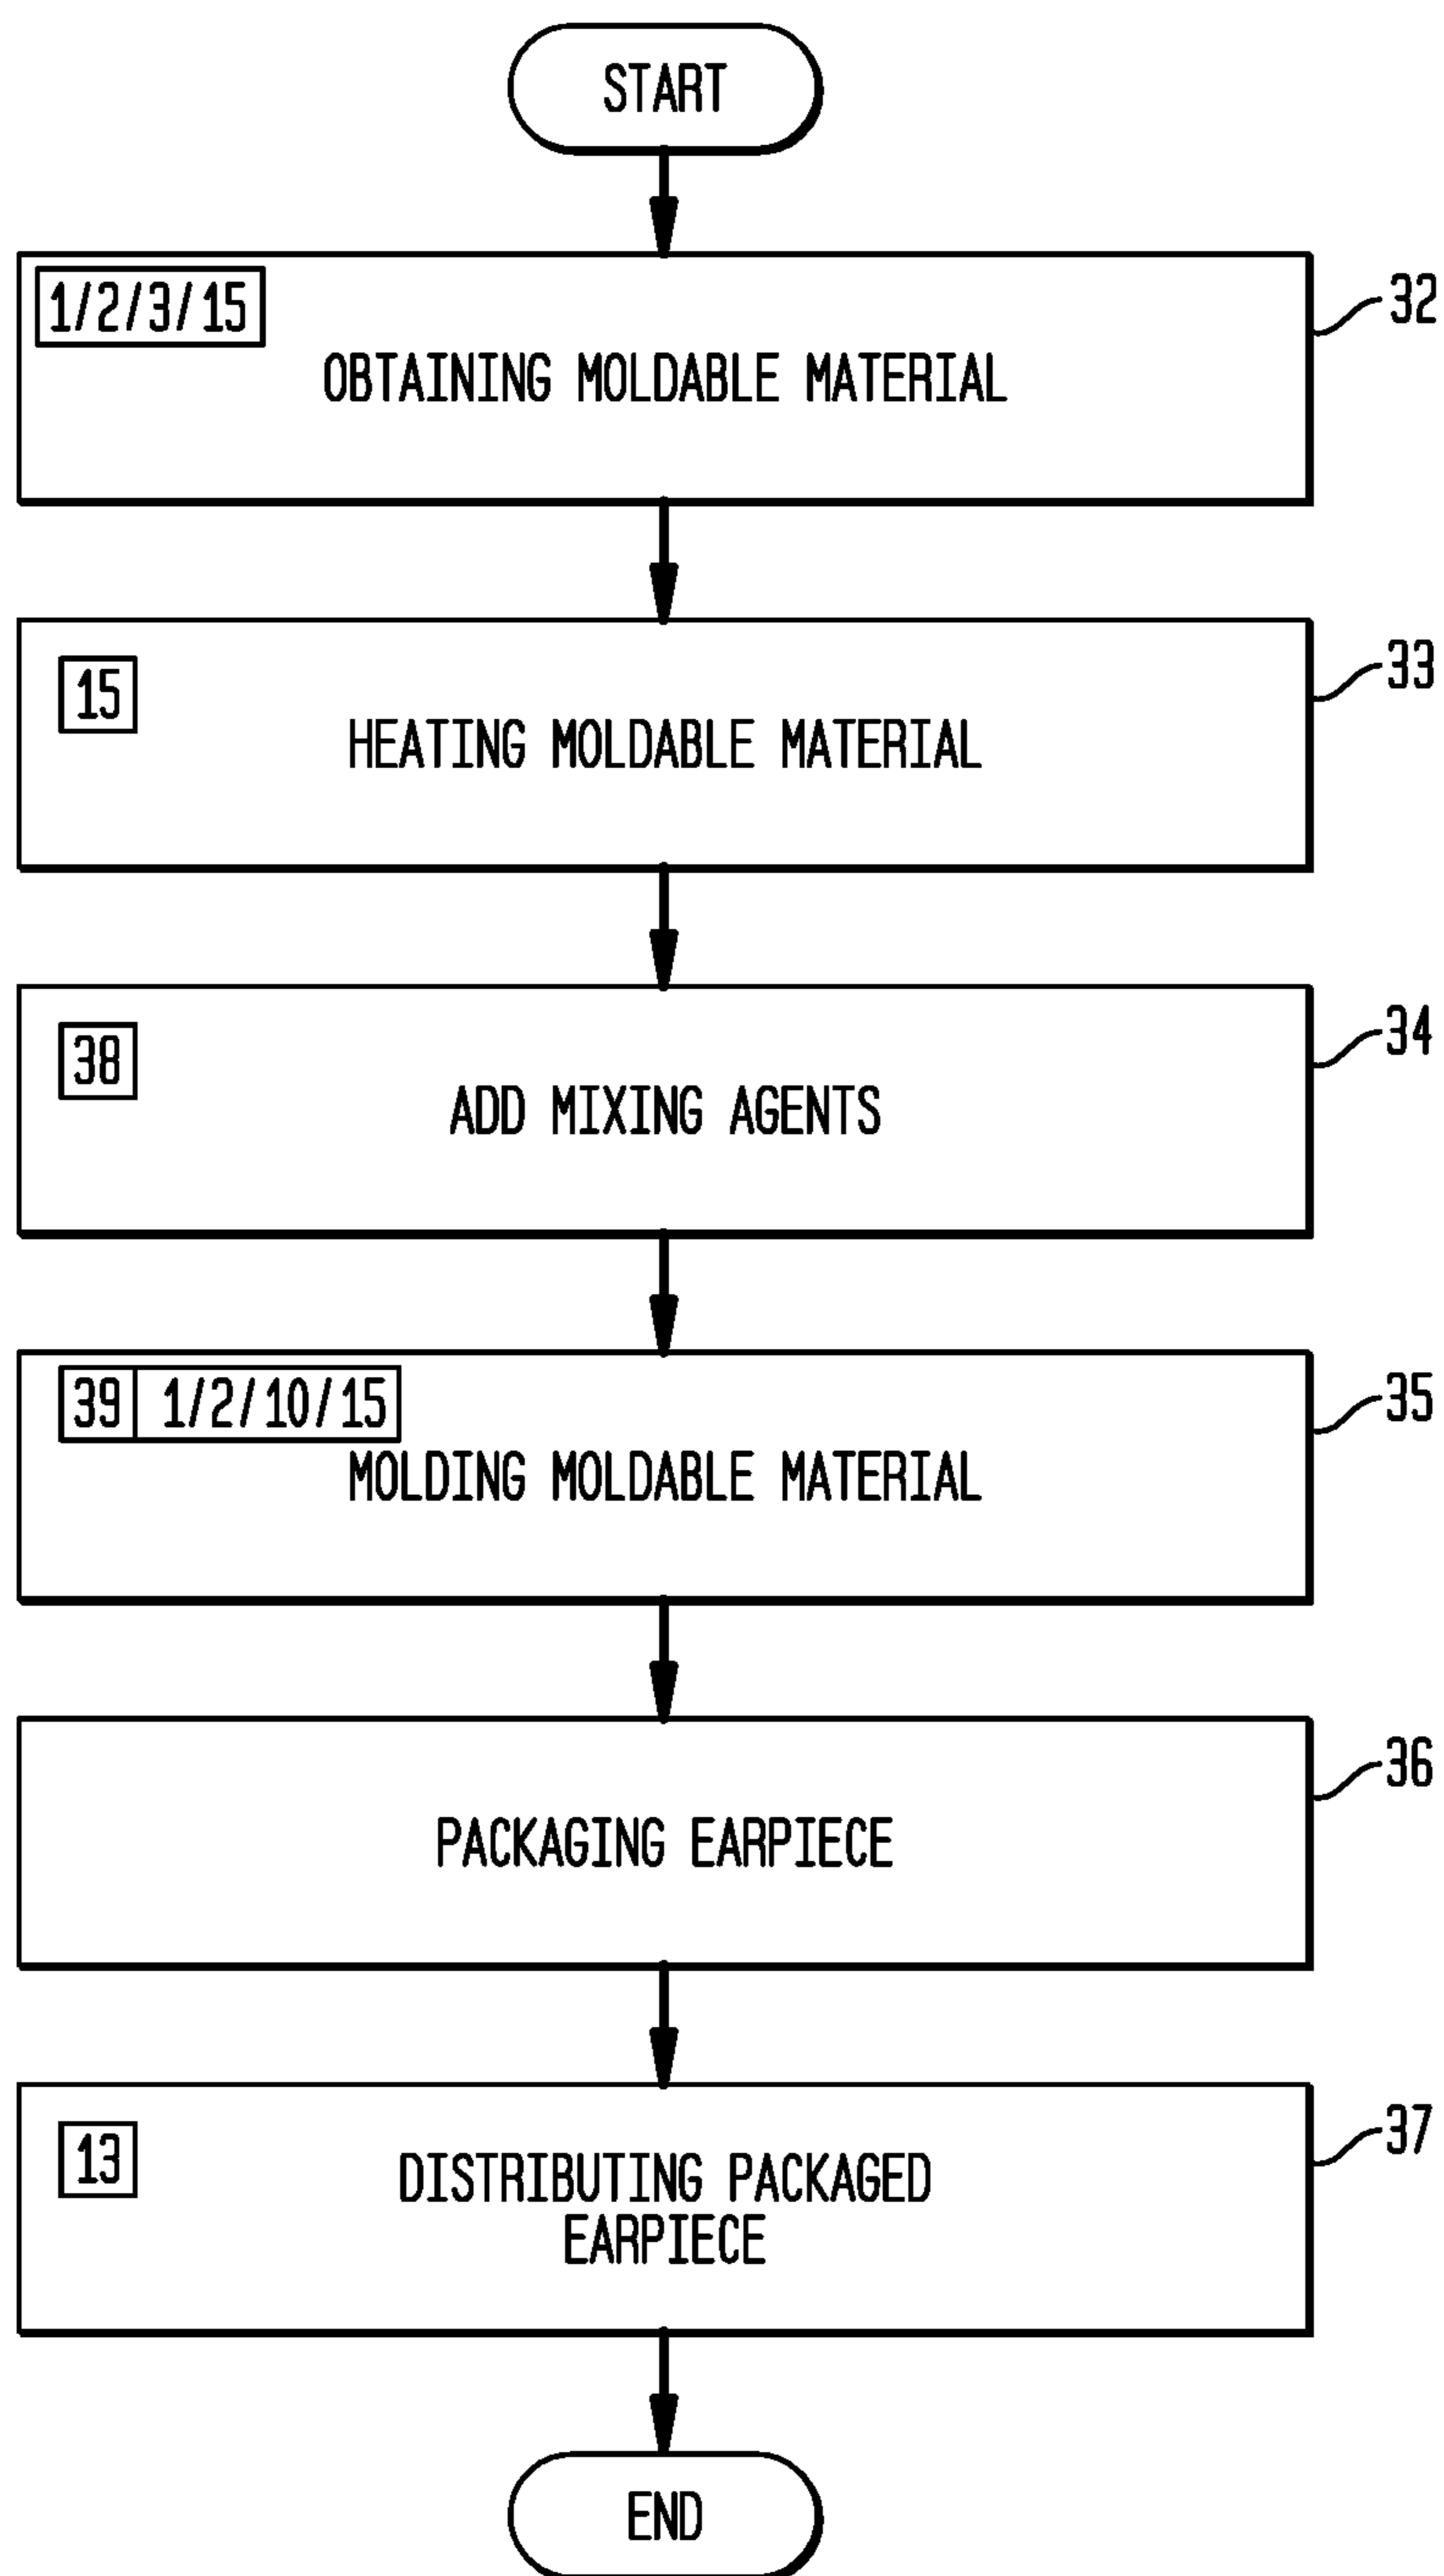 START
1/2/3/15
32
OBTAINING MOLDABLE MATERIAL
15
33
HEATING MOLDABLE MATERIAL
38
34
ADD MIXING AGENTS
39 1/2/10/15
35
MOLDING MOLDABLE MATERIAL
36
PACKAGING EARPIECE
13
37
DISTRIBUTING PACKAGED
EARPIECE
END